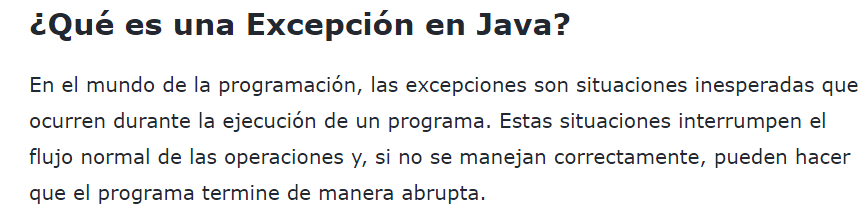 ¿Qué es una Excepción en Java?
En el mundo de la programación, las excepciones son situaciones inesperadas que
ocurren durante la ejecución de un programa. Estas situaciones interrumpen el
flujo normal de las operaciones y, si no se manejan correctamente, pueden hacer
que el programa termine de manera abrupta.